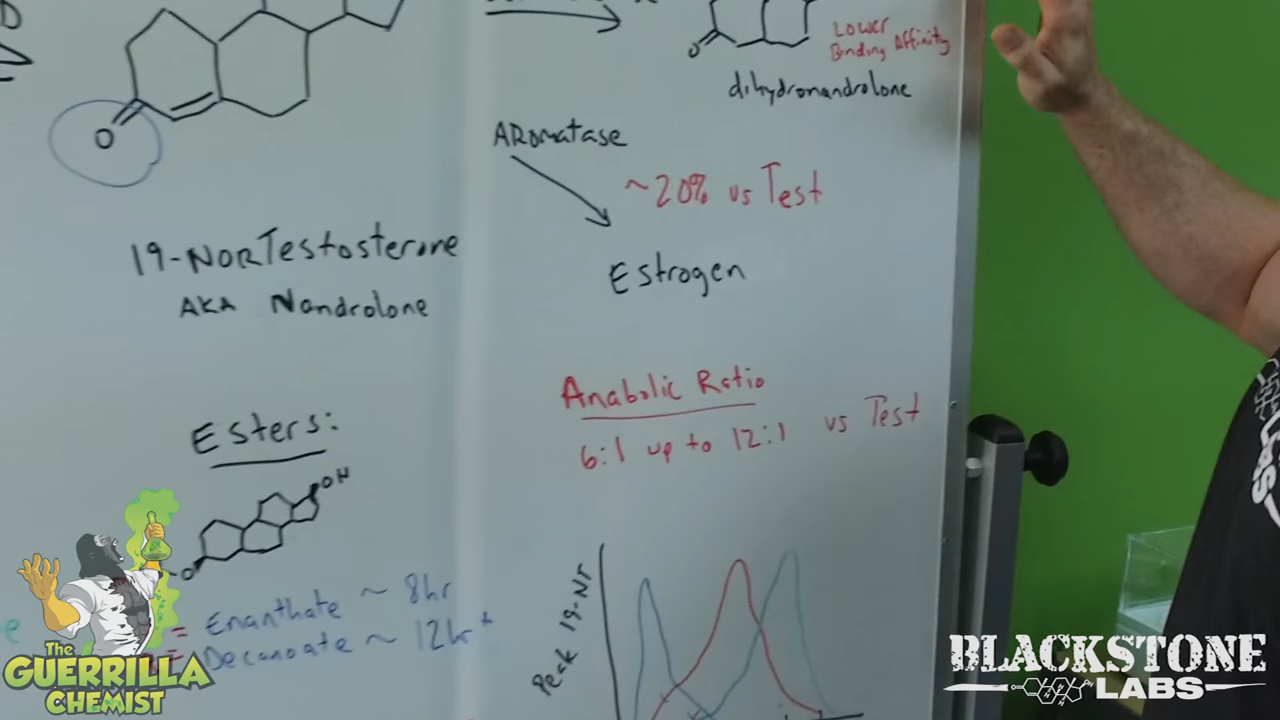 D
Lower
Binding Affinity
O
O
dihydronandrolone
Aromatase
~20% vs Test
19-NorTestosterone
AKA Nandrolone
Estrogen
Anabolic Ratio
6:1 up to 12:1 vs Test
Esters:
OH
O
e
= Enanthate ~ 8hr
= Decanoate ~ 12hr+
Peak 19-NT
The
GUERRILLA
CHEMIST
BLACKSTONE
LABS
LABS